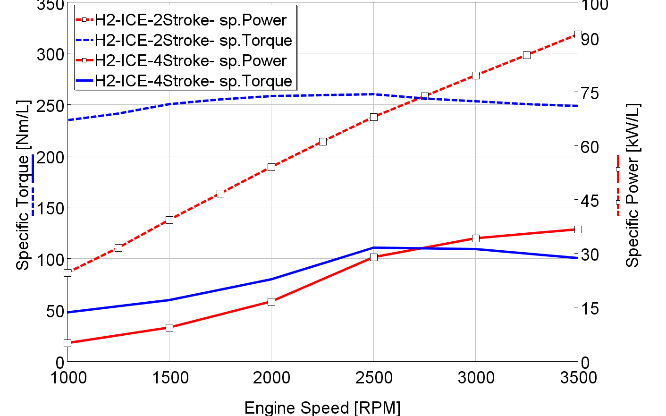 350
300
250
200
150
100
50
0
Specific Torque [Nm/L]
H2-ICE-2Stroke- sp.Power
H2-ICE-2Stroke- sp.Torque
H2-ICE-4Stroke- sp.Power
H2-ICE-4Stroke- sp.Torque
100
90
75
60
45
30
15
0
Specific Power [kW/L]
1000 1500 2000 2500 3000 3500
Engine Speed [RPM]